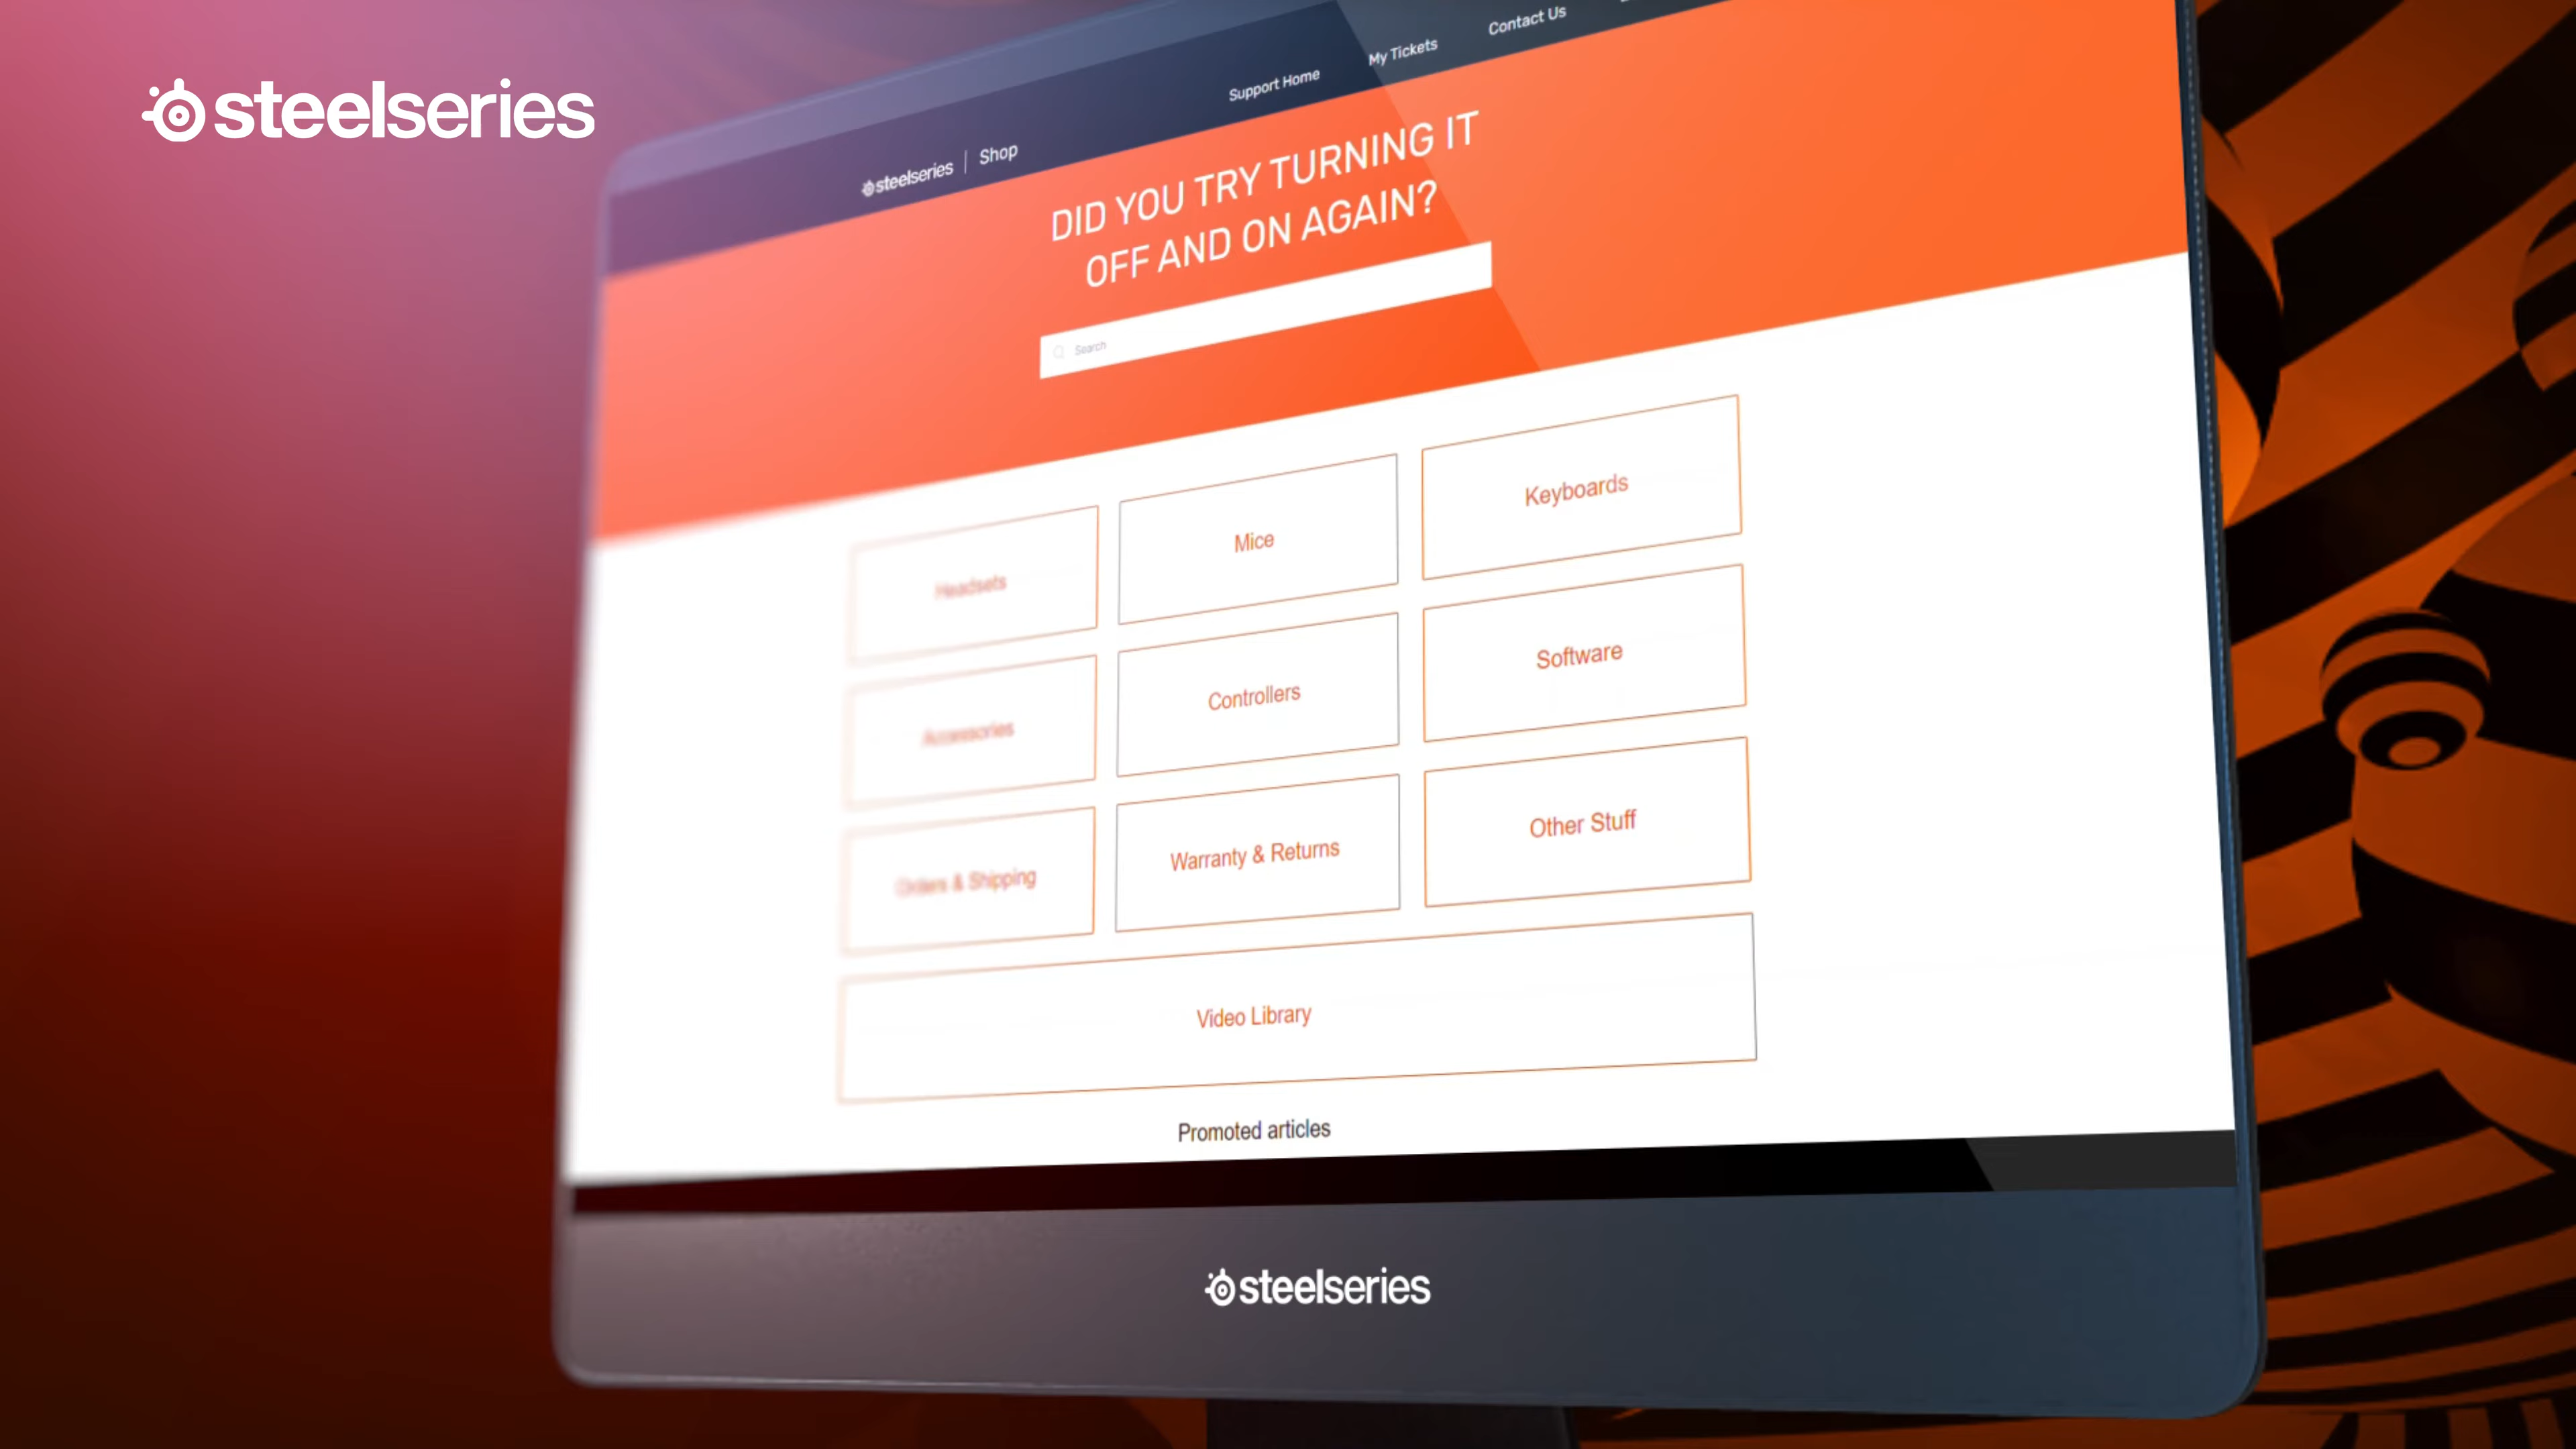 steelseries
Support Home
My Tickets
Contact Us
steelseries | Shop
DID YOU TRY TURNING IT
OFF AND ON AGAIN?
Search
Headsets
Mice
Keyboards
Accessories
Controllers
Software
Orders & Shipping
Warranty & Returns
Other Stuff
Video Library
Promoted articles
steelseries